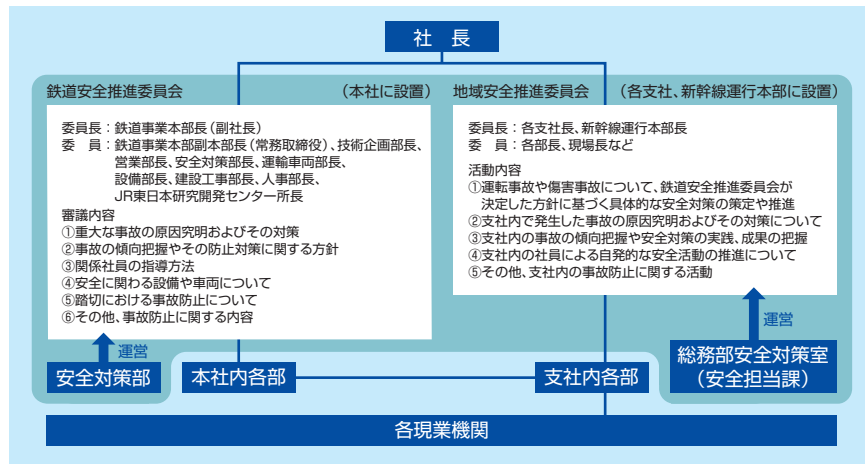 社　長
鉄道安全推進委員会　（本社に設置）
委員長：鉄道事業本部長（副社長）
委　員：鉄道事業本部副本部長（常務取締役）、技術企画部長、
営業部長、安全対策部長、運輸車両部長、
設備部長、建設工事部長、人事部長、
JR東日本研究開発センター所長
審議内容
①重大な事故の原因究明およびその対策
②事故の傾向把握やその防止対策に関する方針
③関係社員の指導方法
④安全に関わる設備や車両について
⑤踏切における事故防止について
⑥その他、事故防止に関する内容
運営
安全対策部
本社内各部
地域安全推進委員会　（各支社、新幹線運行本部に設置）
委員長：各支社長、新幹線運行本部長
委　員：各部長、現場長など
活動内容
①運転事故や傷害事故について、鉄道安全推進委員会が
決定した方針に基づく具体的な安全対策の策定や推進
②支社内で発生した事故の原因究明およびその対策について
③支社内の事故の傾向把握や安全対策の実践、成果の把握
④支社内の社員による自発的な安全活動の推進について
⑤その他、支社内の事故防止に関する活動
運営
支社内各部
総務部安全対策室
（安全担当課）
各現業機関